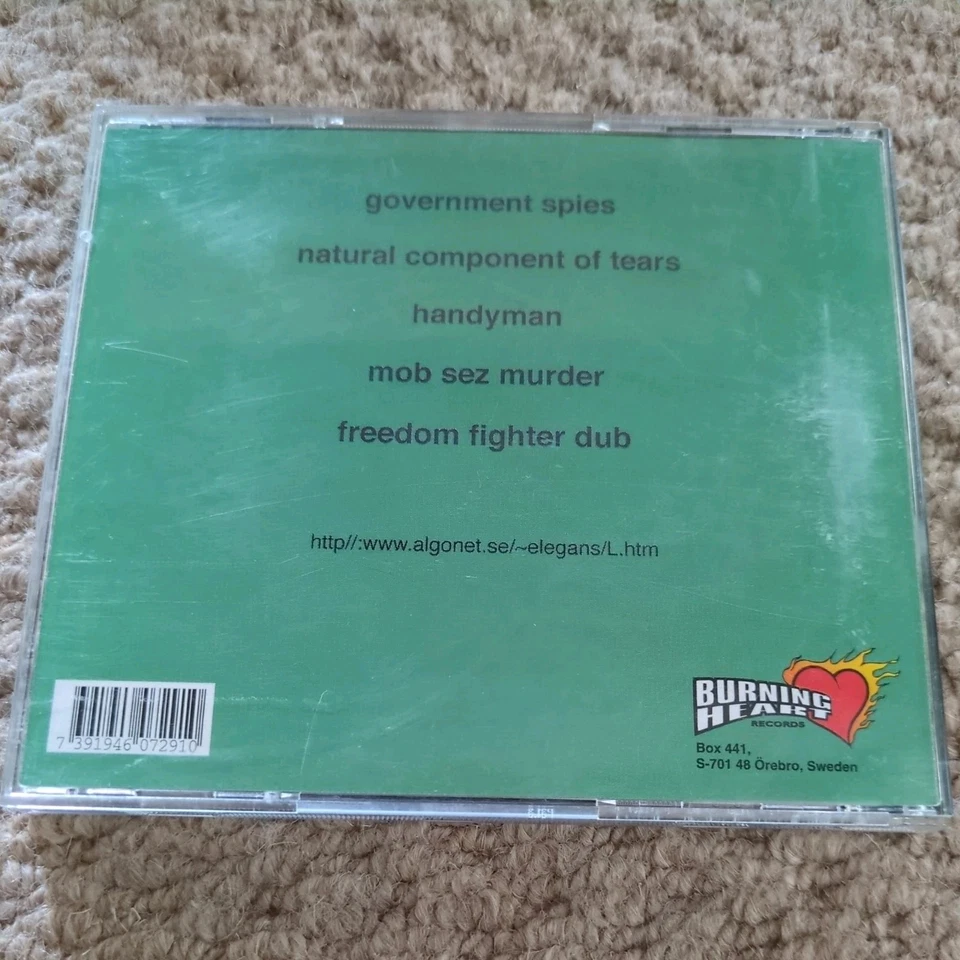 government spies
natural component of tears
handyman
mob sez murder
freedom fighter dub
http//:www.algonet.se/~elegans/L.htm
7 391946 072910
BURNING
HEART
RECORDS
Box 441,
S-701 48 Örebro, Sweden